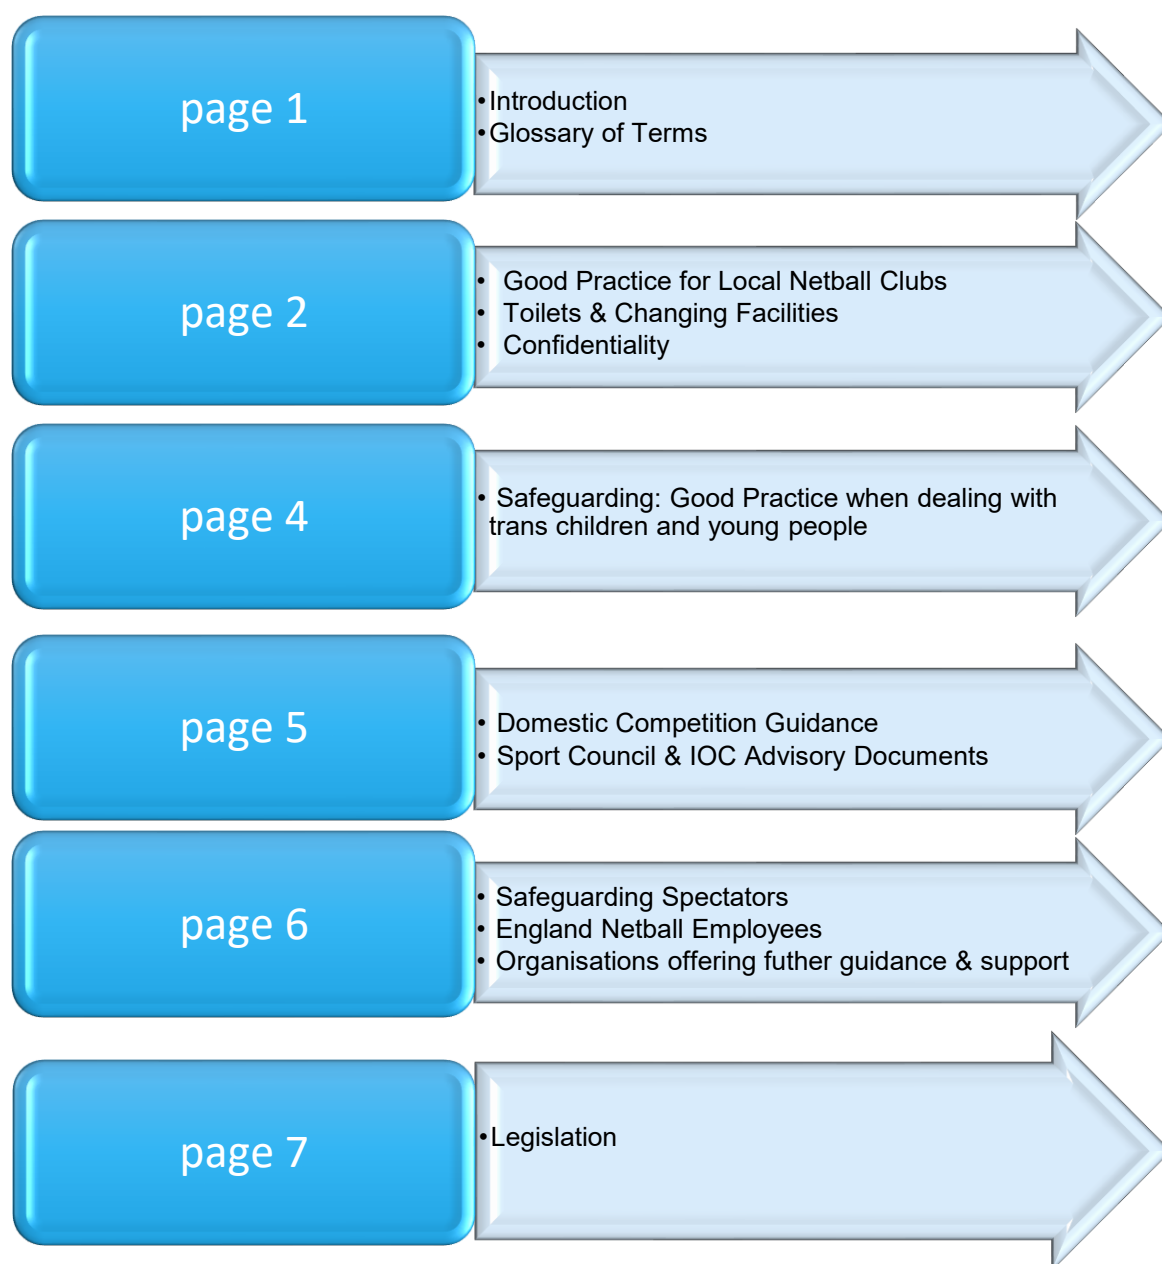 page 1
•Introduction
•Glossary of Terms
page 2
• Good Practice for Local Netball Clubs
• Toilets & Changing Facilities
• Confidentiality
page 4
• Safeguarding: Good Practice when dealing with
trans children and young people
page 5
• Domestic Competition Guidance
• Sport Council & IOC Advisory Documents
page 6
• Safeguarding Spectators
• England Netball Employees
• Organisations offering futher guidance & support
page 7
•Legislation